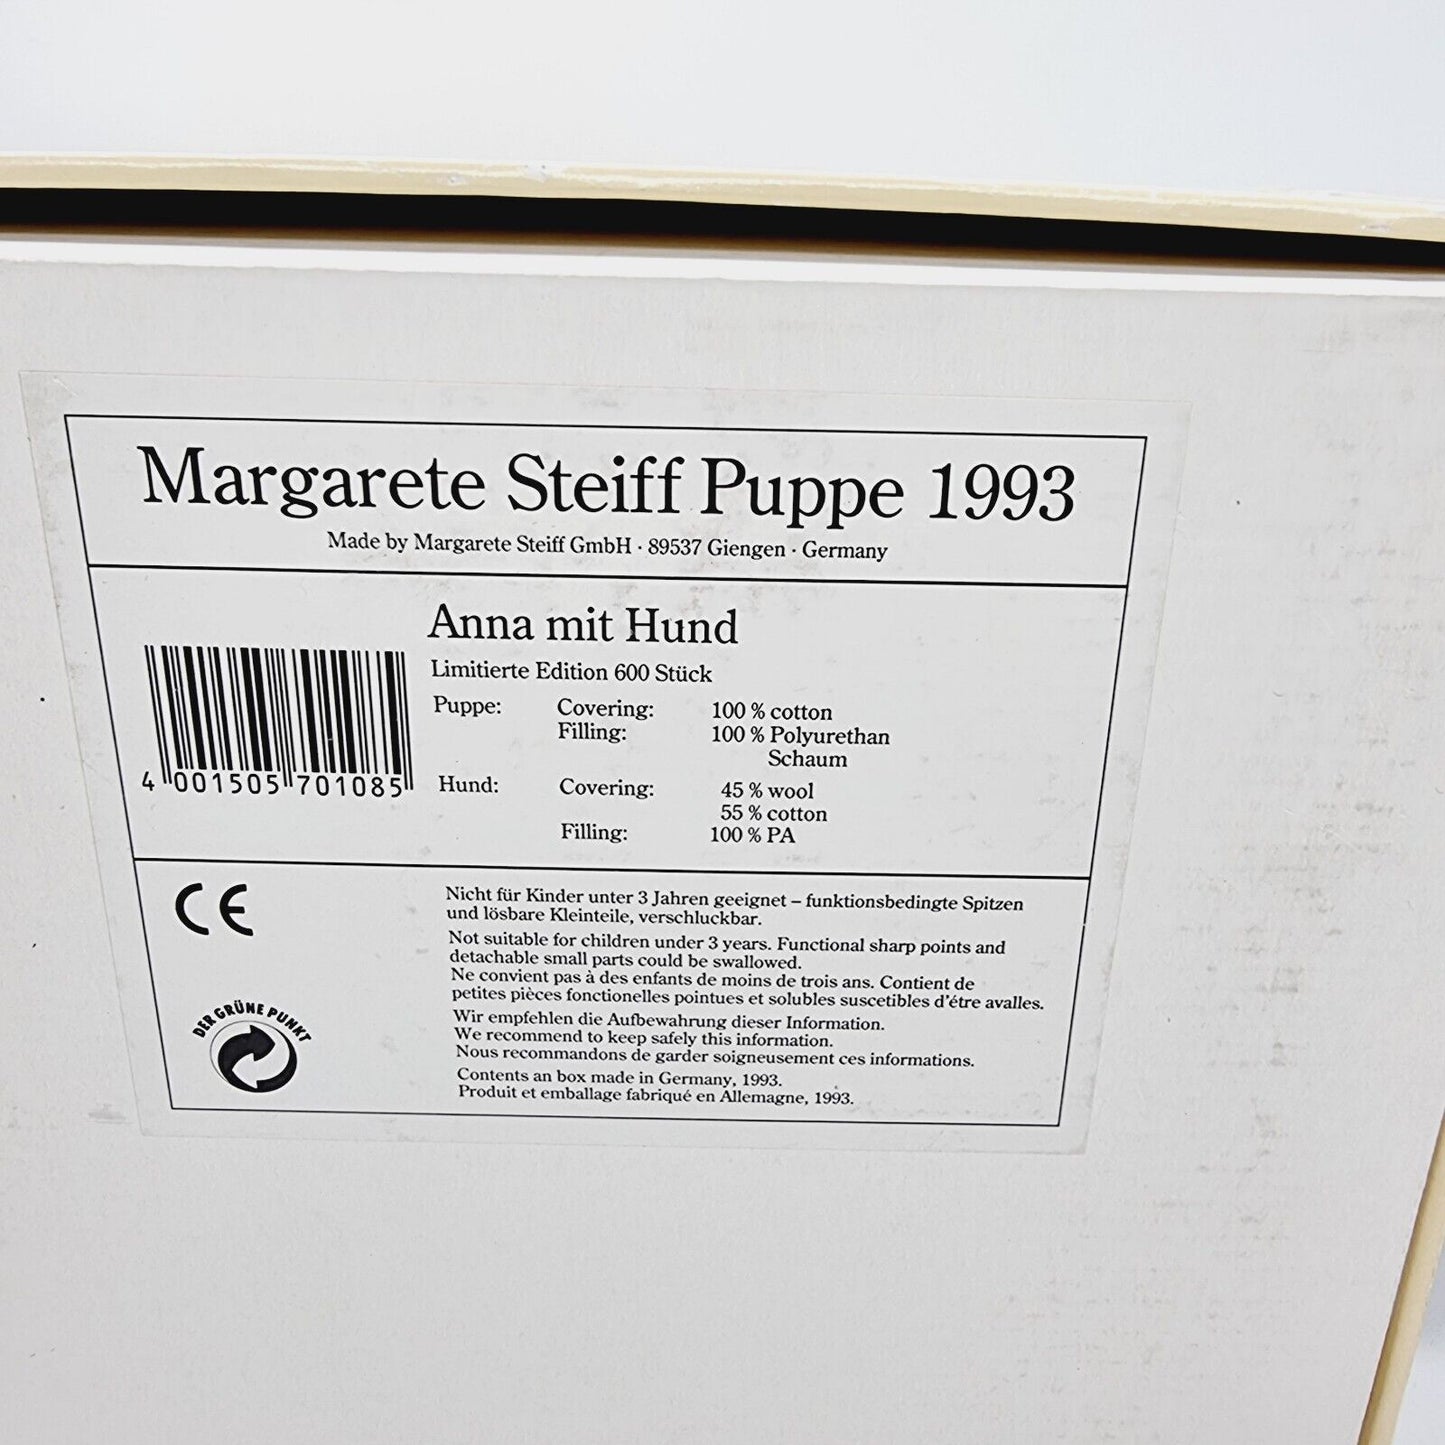 Margarete Steiff Puppe 1993
Made by Margarete Steiff GmbH · 89537 Giengen · Germany
Anna mit Hund
Limitierte Edition 600 Stück
Puppe: Covering: 100 % cotton
Filling: 100 % Polyurethan
Schaum
Hund: Covering: 45 % wool
55 % cotton
Filling: 100 % PA
4 001505 701085
CE
Nicht für Kinder unter 3 Jahren geeignet – funktionsbedingte Spitzen
und lösbare Kleinteile, verschluckbar.
Not suitable for children under 3 years. Functional sharp points and
detachable small parts could be swallowed.
Ne convient pas à des enfants de moins de trois ans. Contient de
petites pièces fonctionelles pointues et solubles suscetibles d'étre avalles.
Wir empfehlen die Aufbewahrung dieser Information.
We recommend to keep safely this information.
Nous recommandons de garder soigneusement ces informations.
Contents an box made in Germany, 1993.
Produit et emballage fabriqué en Allemagne, 1993.
DER GRÜNE PUNKT